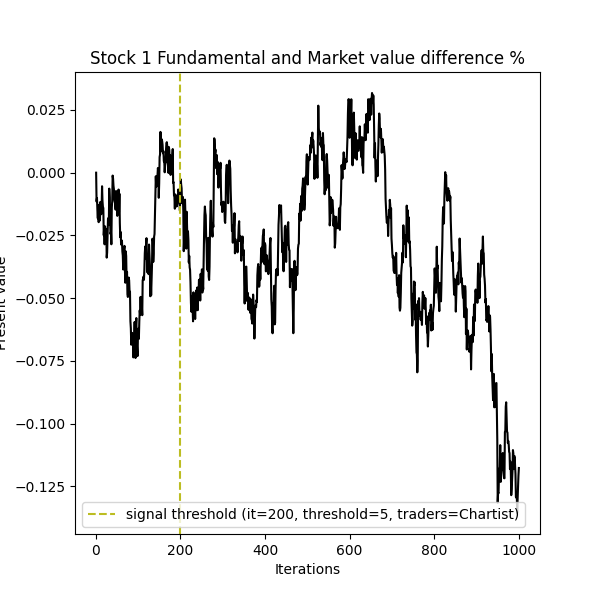 Stock 1 Fundamental and Market value difference %
0.025
0.000
−0.025
−0.050
−0.075
−0.100
−0.125
Present value
signal threshold (it=200, threshold=5, traders=Chartist)
0 200 400 600 800 1000
Iterations